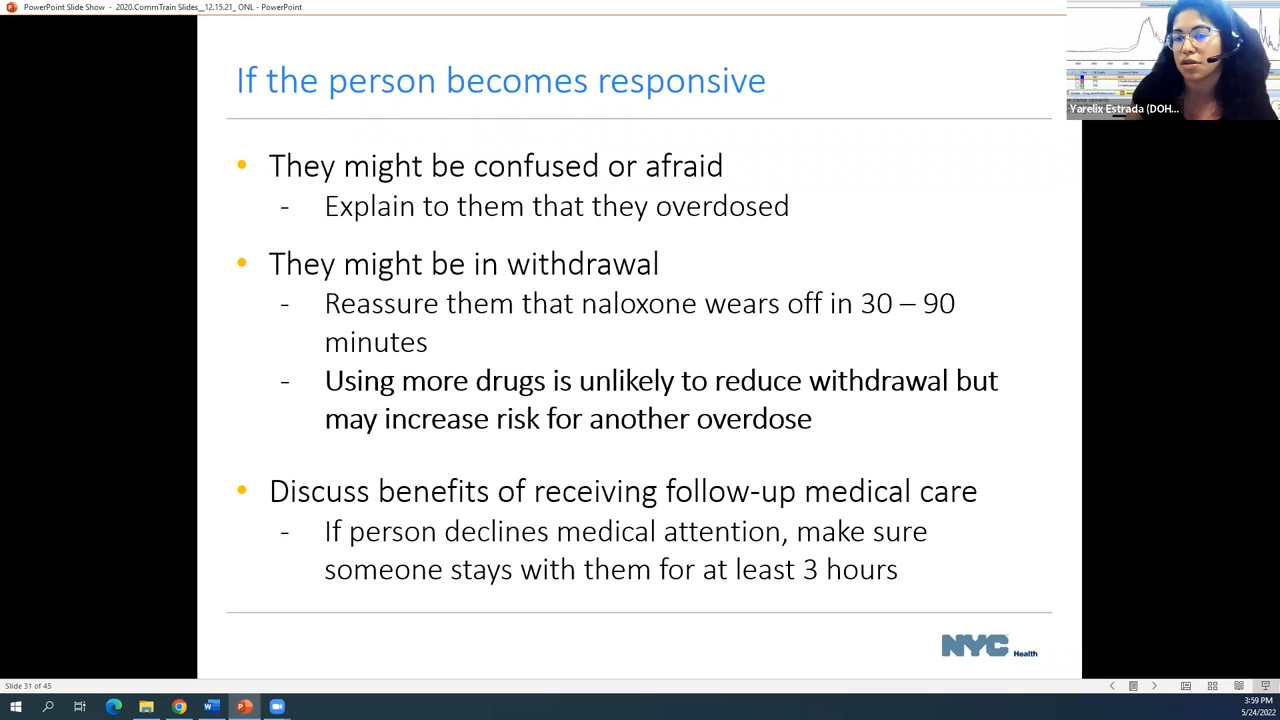 PowerPoint Slide Show - 2020.CommTrain Slides__12.15.21_ ONL - PowerPoint
If the person becomes responsive
Yarelix Estrada (DOH...
• They might be confused or afraid
- Explain to them that they overdosed
• They might be in withdrawal
- Reassure them that naloxone wears off in 30 – 90
minutes
- Using more drugs is unlikely to reduce withdrawal but
may increase risk for another overdose
• Discuss benefits of receiving follow-up medical care
- If person declines medical attention, make sure
someone stays with them for at least 3 hours
NYC Health
Slide 31 of 45
3:59 PM
5/24/2022